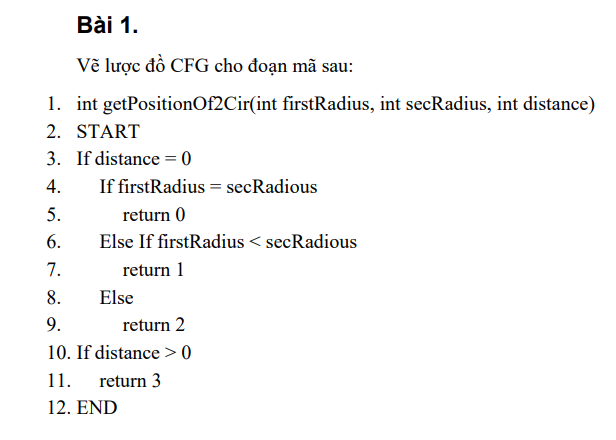 Bài 1.
Vẽ lược đồ CFG cho đoạn mã sau:
1. int getPositionOf2Cir(int firstRadius, int secRadius, int distance)
2. START
3. If distance = 0
4. If firstRadius = secRadious
5. return 0
6. Else If firstRadius < secRadious
7. return 1
8. Else
9. return 2
10. If distance > 0
11. return 3
12. END